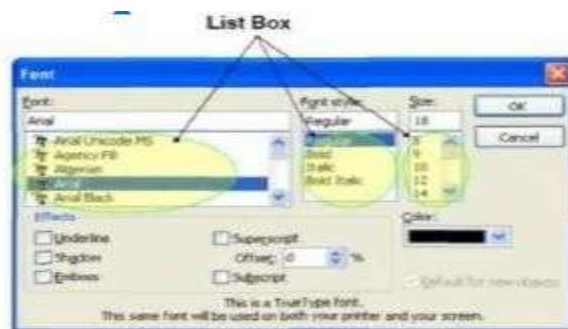 List Box
Font
Font: Font style: Size:
Arial Regular 18 OK
Arial Unicode MS Regular 8 Cancel
Agency FB Bold 9
Algerian Italic 10
Arial Bold Italic 12
Arial Black 14
Effects Color:
Underline Superscript
Shadow Offset: 0 %
Emboss Subscript Default for new objects
This is a TrueType font.
This same font will be used on both your printer and your screen.